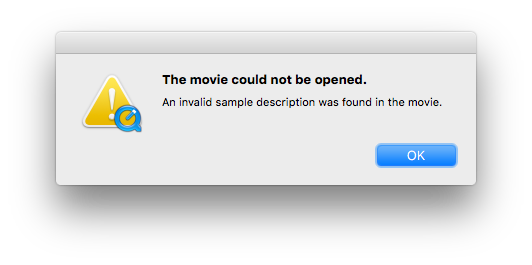 The movie could not be opened.
An invalid sample description was found in the movie.
OK